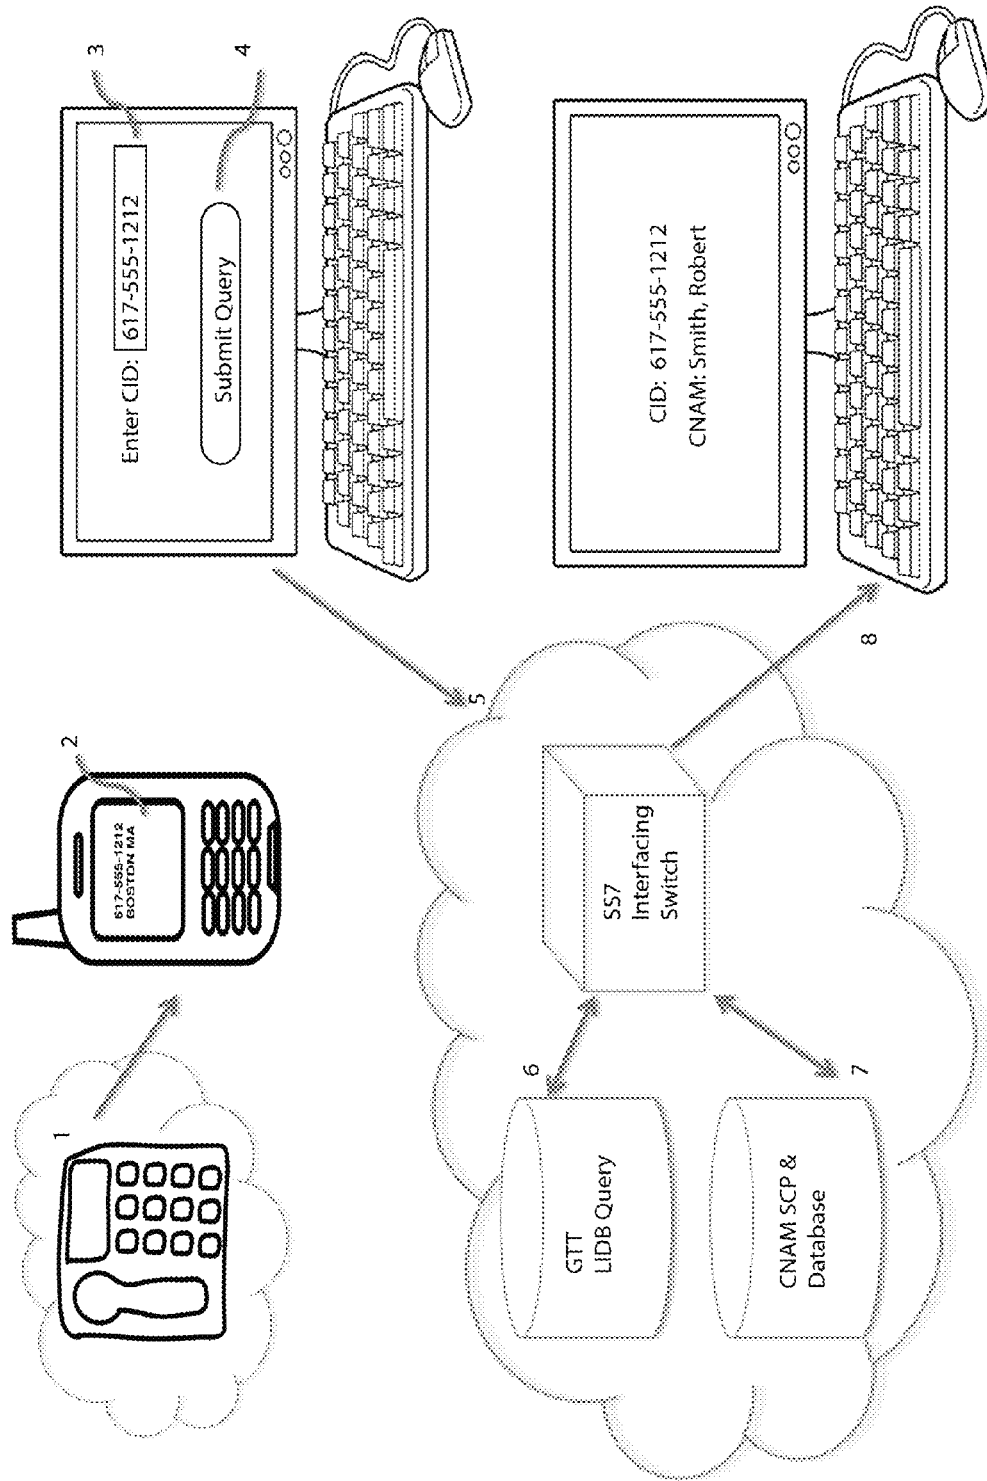 1
2
617-555-1212
BOSTON MA
3
Enter CID: 617-555-1212
4
Submit Query
5
6
GTT
LIDB Query
7
CNAM SCP &
Database
SS7
Interfacing
Switch
8
CID: 617-555-1212
CNAM: Smith, Robert